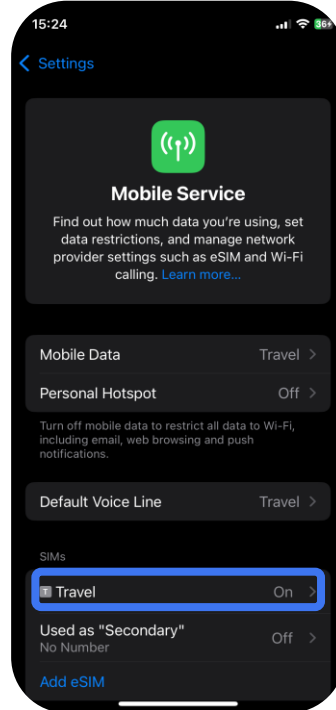 15:24
36
Settings
Mobile Service
Find out how much data you're using, set
data restrictions, and manage network
provider settings such as eSIM and Wi-Fi
calling. Learn more...
Mobile Data Travel
Personal Hotspot Off
Turn off mobile data to restrict all data to Wi-Fi,
including email, web browsing and push
notifications.
Default Voice Line Travel
SIMs
T Travel On
Used as "Secondary" Off
No Number
Add eSIM